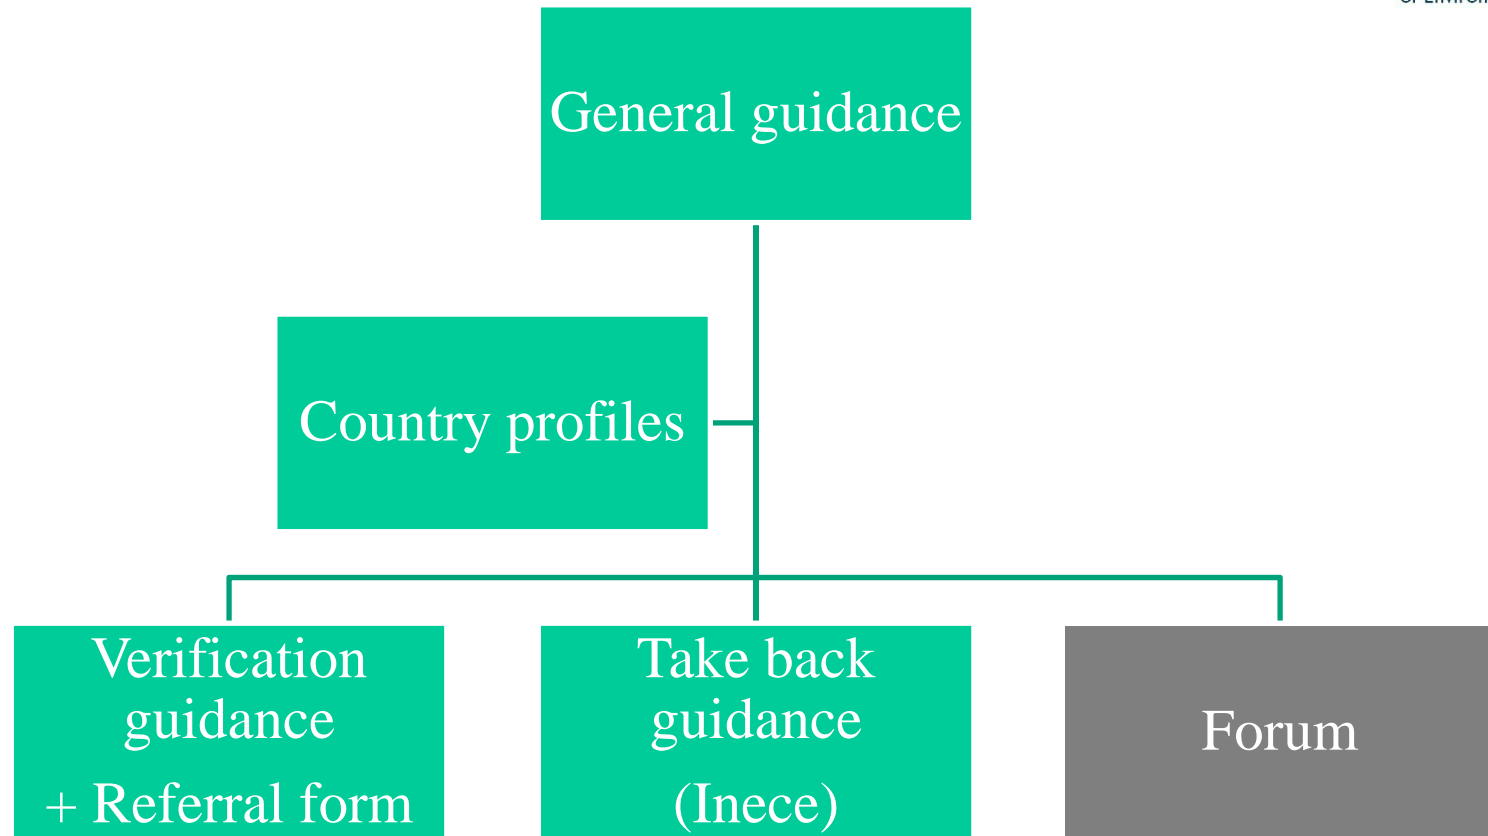 General guidance
Country profiles
Verification
guidance
+ Referral form
Take back
guidance
(Inece)
Forum